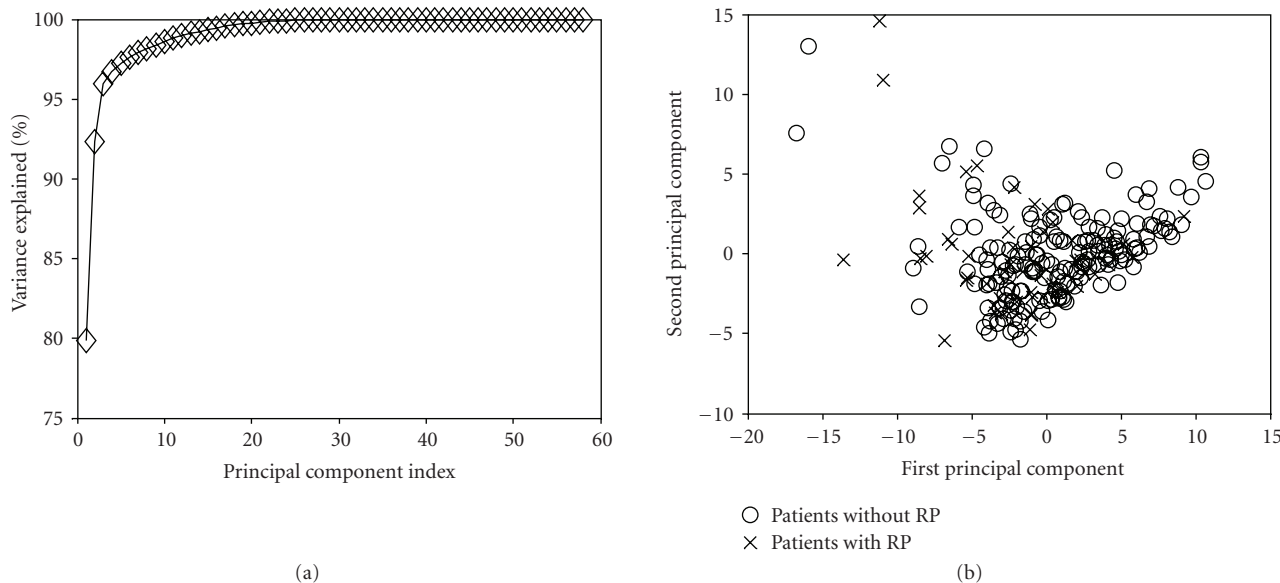 100
95
90
85
80
75
Variance explained (%)
0 10 20 30 40 50 60
Principal component index
(a)
15
10
5
0
−5
−10
Second principal component
−20 −15 −10 −5 0 5 10 15
First principal component
Patients without RP
Patients with RP
(b)